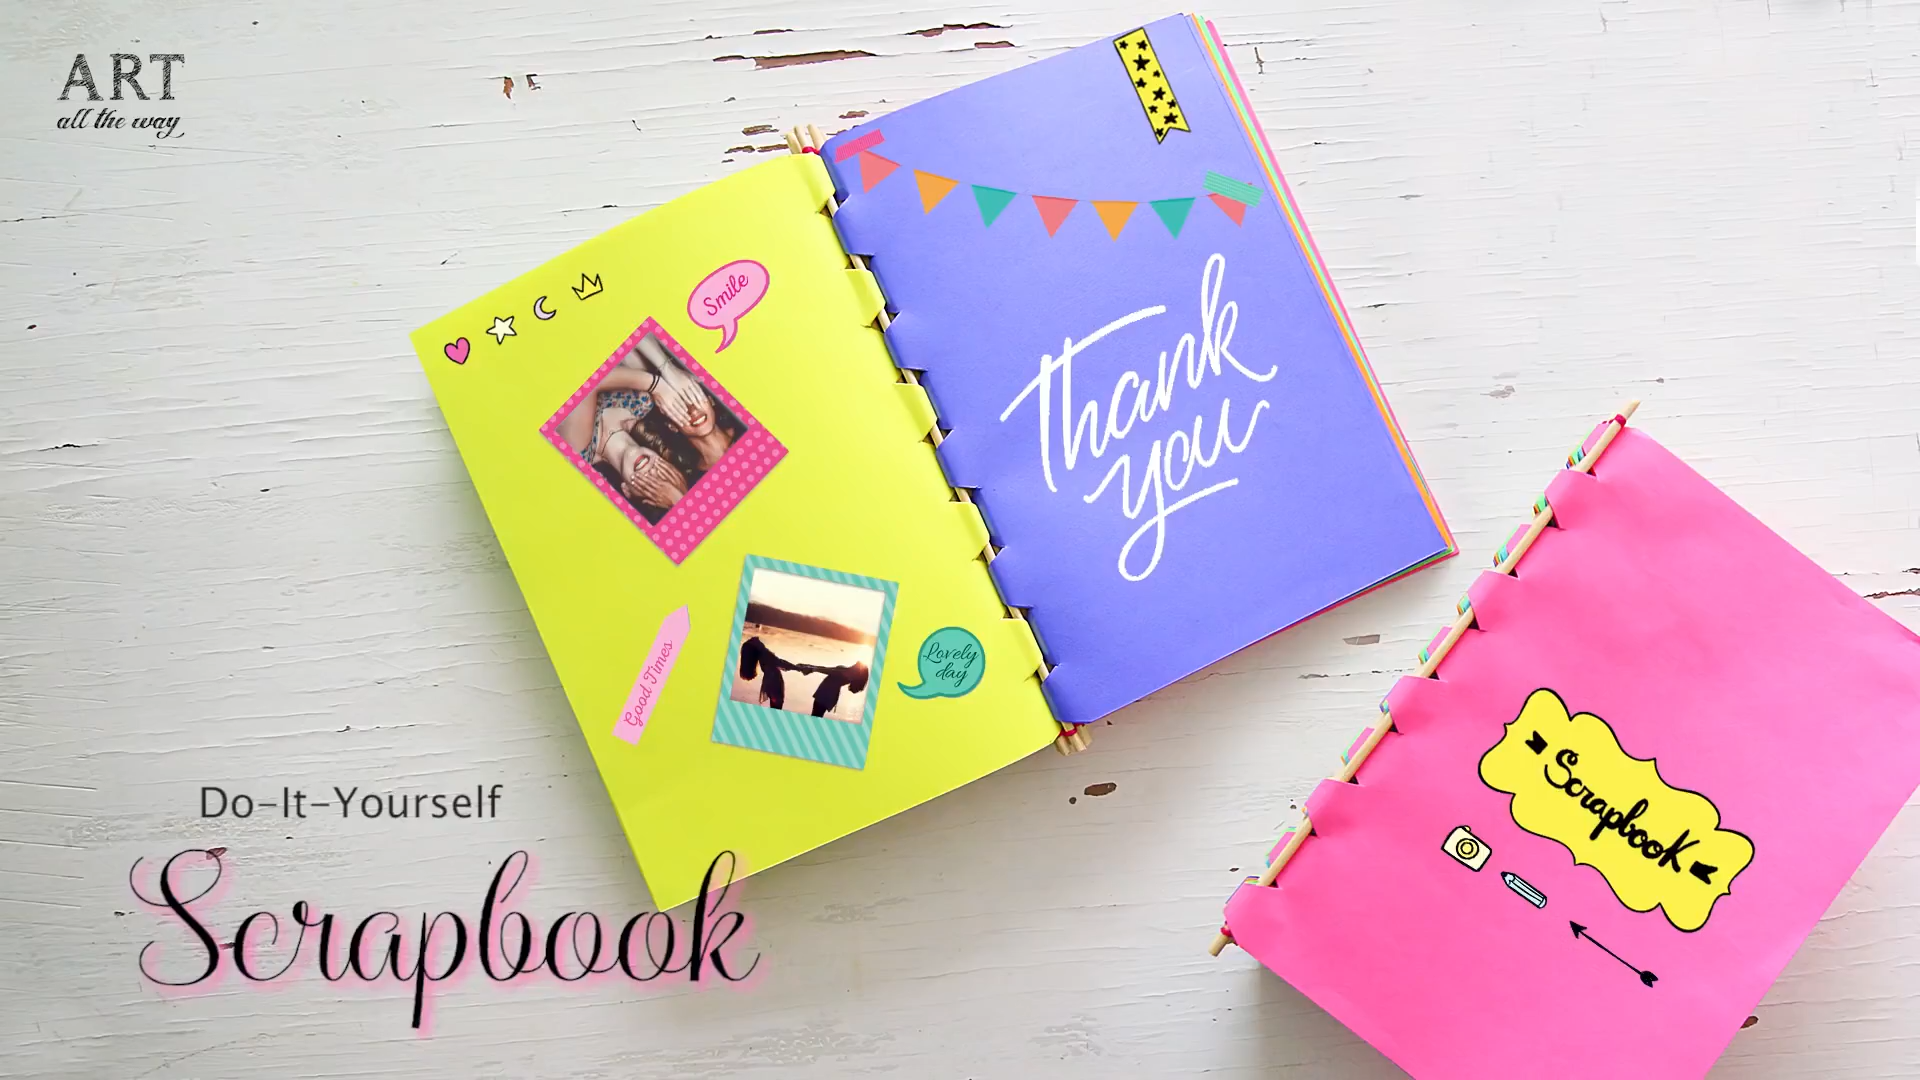 ART
all the way
Smile
Thank
you
Good Times
Lovely
day
Do-It-Yourself
Scrapbook
Scrapbook